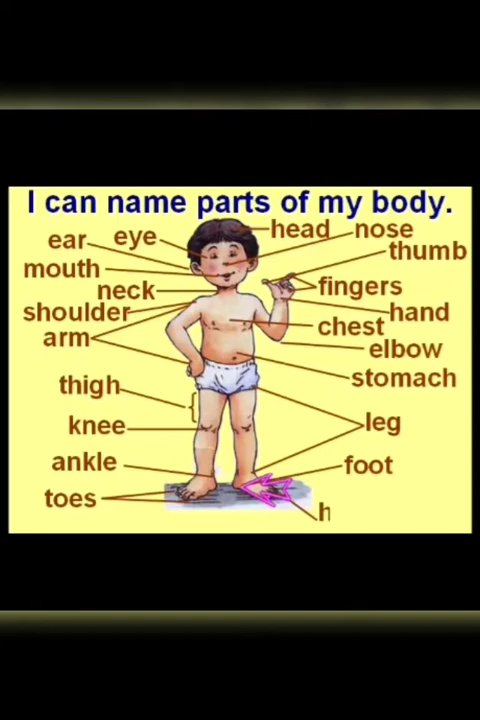 I can name parts of my body.
ear
eye
head
nose
thumb
mouth
neck
fingers
shoulder
hand
arm
chest
elbow
thigh
stomach
knee
leg
ankle
foot
toes
h